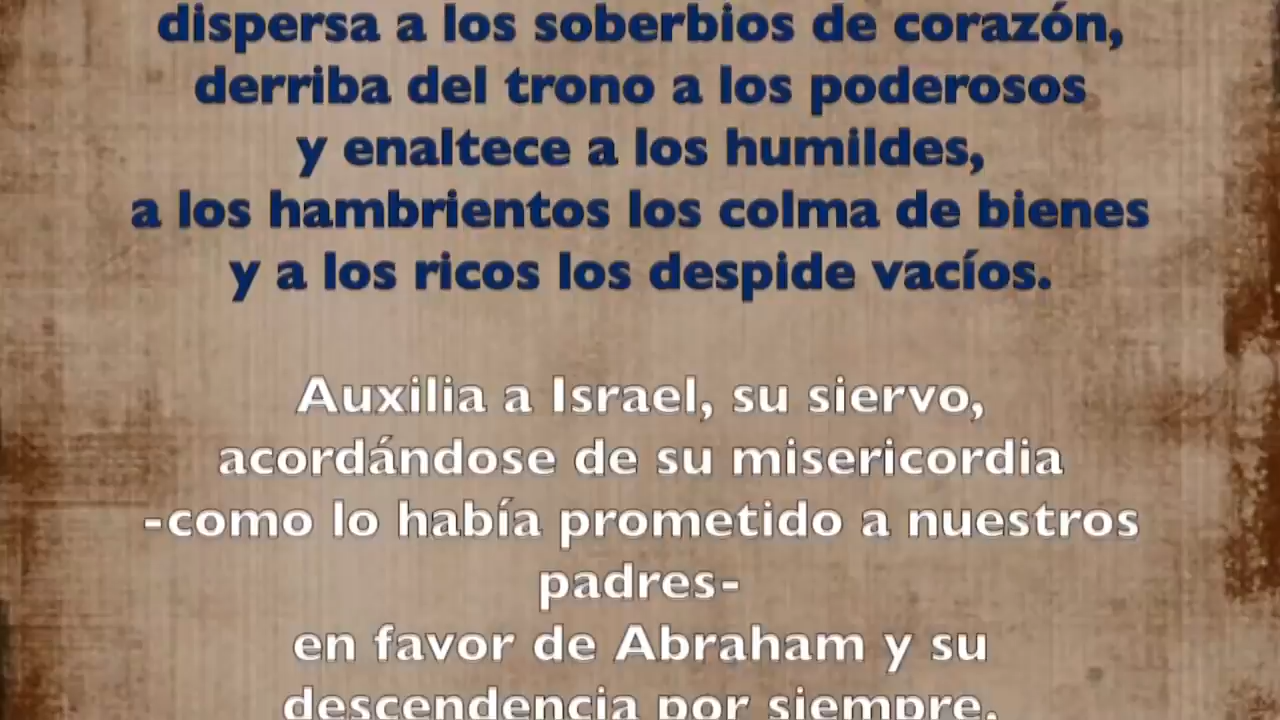 dispersa a los soberbios de corazón,
derriba del trono a los poderosos
y enaltece a los humildes,
a los hambrientos los colma de bienes
y a los ricos los despide vacíos.
Auxilia a Israel, su siervo,
acordándose de su misericordia
-como lo había prometido a nuestros
padres-
en favor de Abraham y su
descendencia por siempre.